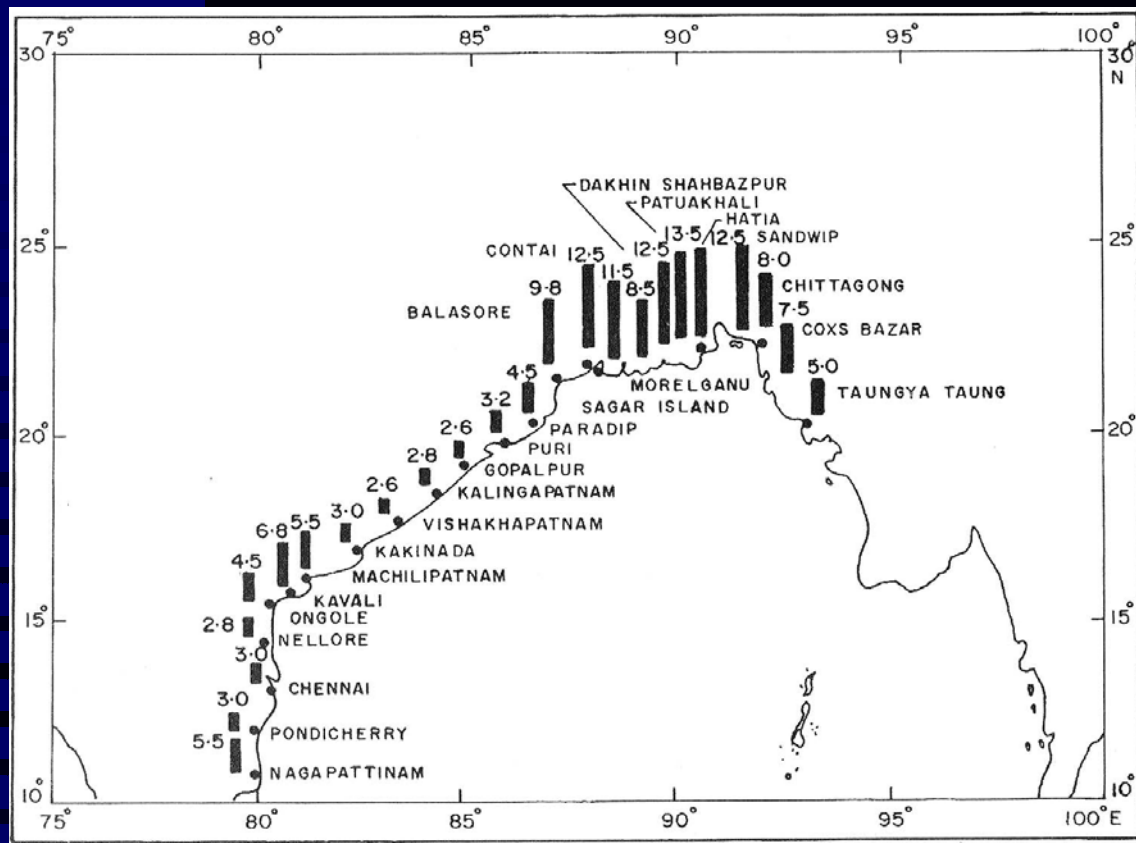 75° 80° 85° 90° 95° 100°
30 30
N
DAKHIN SHAHBAZPUR
PATUAKHALI
HATIA
13·5
12·5 SANDWIP
25° 25°
CONTAI 12·5 12·5
8·0
11·5
CHITTAGONG
9·8 8·5
BALASORE
7·5
COXS BAZAR
4·5 5·0
MORELGANU TAUNGYA TAUNG
3·2 SAGAR ISLAND
PARADIP
20° 20°
2·6 PURI
2·8 GOPALPUR
2·6 KALINGAPATNAM
3·0 VISHAKHAPATNAM
6·8 5·5
KAKINADA
4·5 MACHILIPATNAM
KAVALI
15° ONGOLE 15°
2·8 NELLORE
3·0
CHENNAI
3·0
PONDICHERRY
5·5
NAGAPATTINAM
10° 10°
75° 80° 85° 90° 95° 100°E